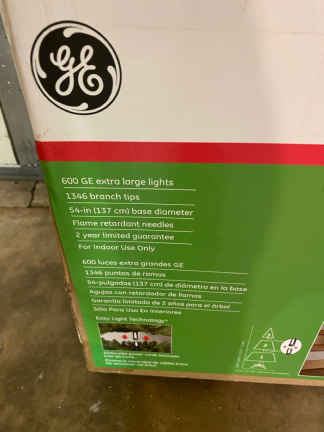 GE
600 GE extra large lights
1346 branch tips
54-in (137 cm) base diameter
Flame retardant needles
2 year limited guarantee
For Indoor Use Only
600 luces extra grandes GE
1346 puntas de ramas
54-pulgadas (137 cm) de diámetro en la base
Agujas con retardador de llamas
Garantía limitada de 2 años para el árbol
Sólo Para Uso En Interiores
Easy Light Technology